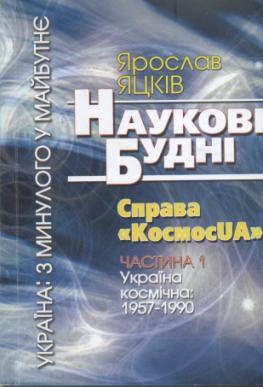 УКРАЇНА: З МИНУЛОГО У МАЙБУТНЄ
Ярослав
ЯЦКІВ
НАУКОВІ
БУДНІ
Справа
«КосмосUA»
ЧАСТИНА 1
Україна
космічна:
1957-1990